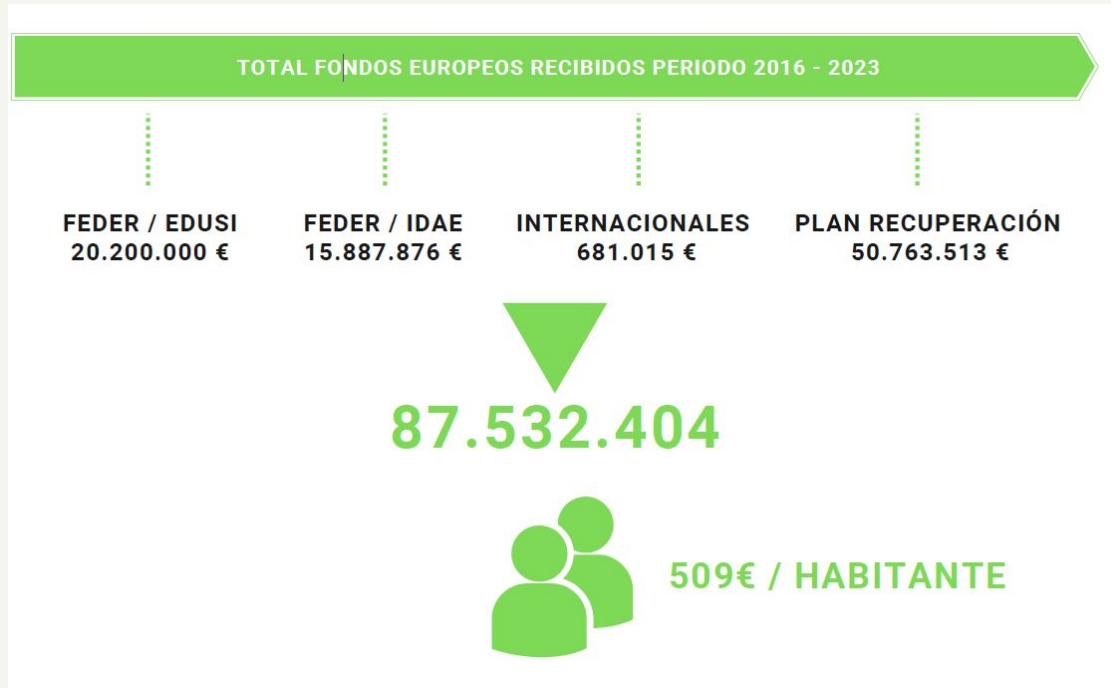 TOTAL FONDOS EUROPEOS RECIBIDOS PERIODO 2016 - 2023
FEDER / EDUSI
20.200.000 €
FEDER / IDAE
15.887.876 €
INTERNACIONALES
681.015 €
PLAN RECUPERACIÓN
50.763.513 €
87.532.404
509€ / HABITANTE